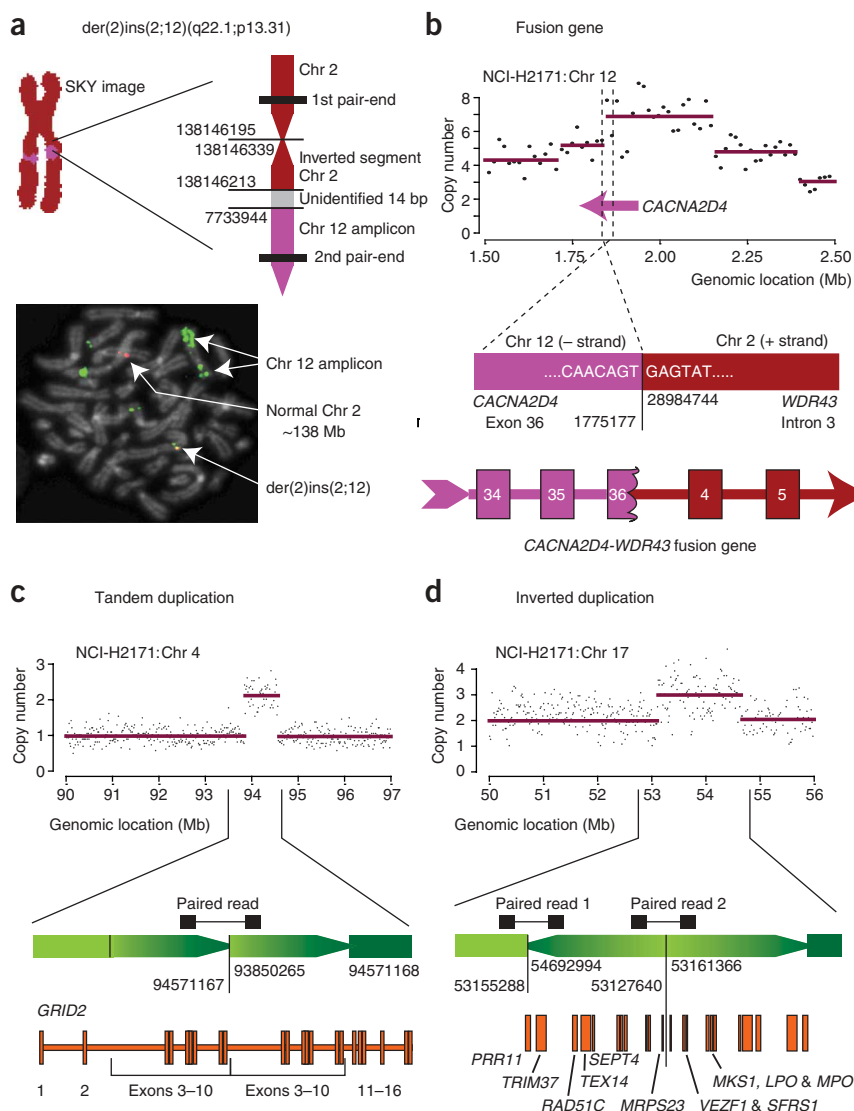 a
der(2)ins(2;12)(q22.1;p13.31)
SKY image
Chr 2
1st pair-end
138146195
138146339
Inverted segment
Chr 2
138146213
Unidentified 14 bp
7733944
Chr 12 amplicon
2nd pair-end
Chr 12 amplicon
Normal Chr 2
~138 Mb
der(2)ins(2;12)
b
Fusion gene
NCI-H2171:Chr 12
Copy number
8
6
4
2
0
CACNA2D4
1.50 1.75 2.00 2.25 2.50
Genomic location (Mb)
Chr 12 (– strand) Chr 2 (+ strand)
....CAACAGT GAGTAT.....
CACNA2D4 28984744 WDR43
Exon 36 1775177 Intron 3
34 35 36 4 5
CACNA2D4-WDR43 fusion gene
c
Tandem duplication
NCI-H2171:Chr 4
Copy number
3
2
1
0
90 91 92 93 94 95 96 97
Genomic location (Mb)
Paired read
94571167 93850265 94571168
GRID2
1 2 Exons 3–10 Exons 3–10 11–16
d
Inverted duplication
NCI-H2171:Chr 17
Copy number
4
3
2
1
0
50 51 52 53 54 55 56
Genomic location (Mb)
Paired read 1 Paired read 2
54692994 53161366
53155288 53127640
PRR11 SEPT4
TRIM37 TEX14 MKS1, LPO & MPO
RAD51C MRPS23 VEZF1 & SFRS1